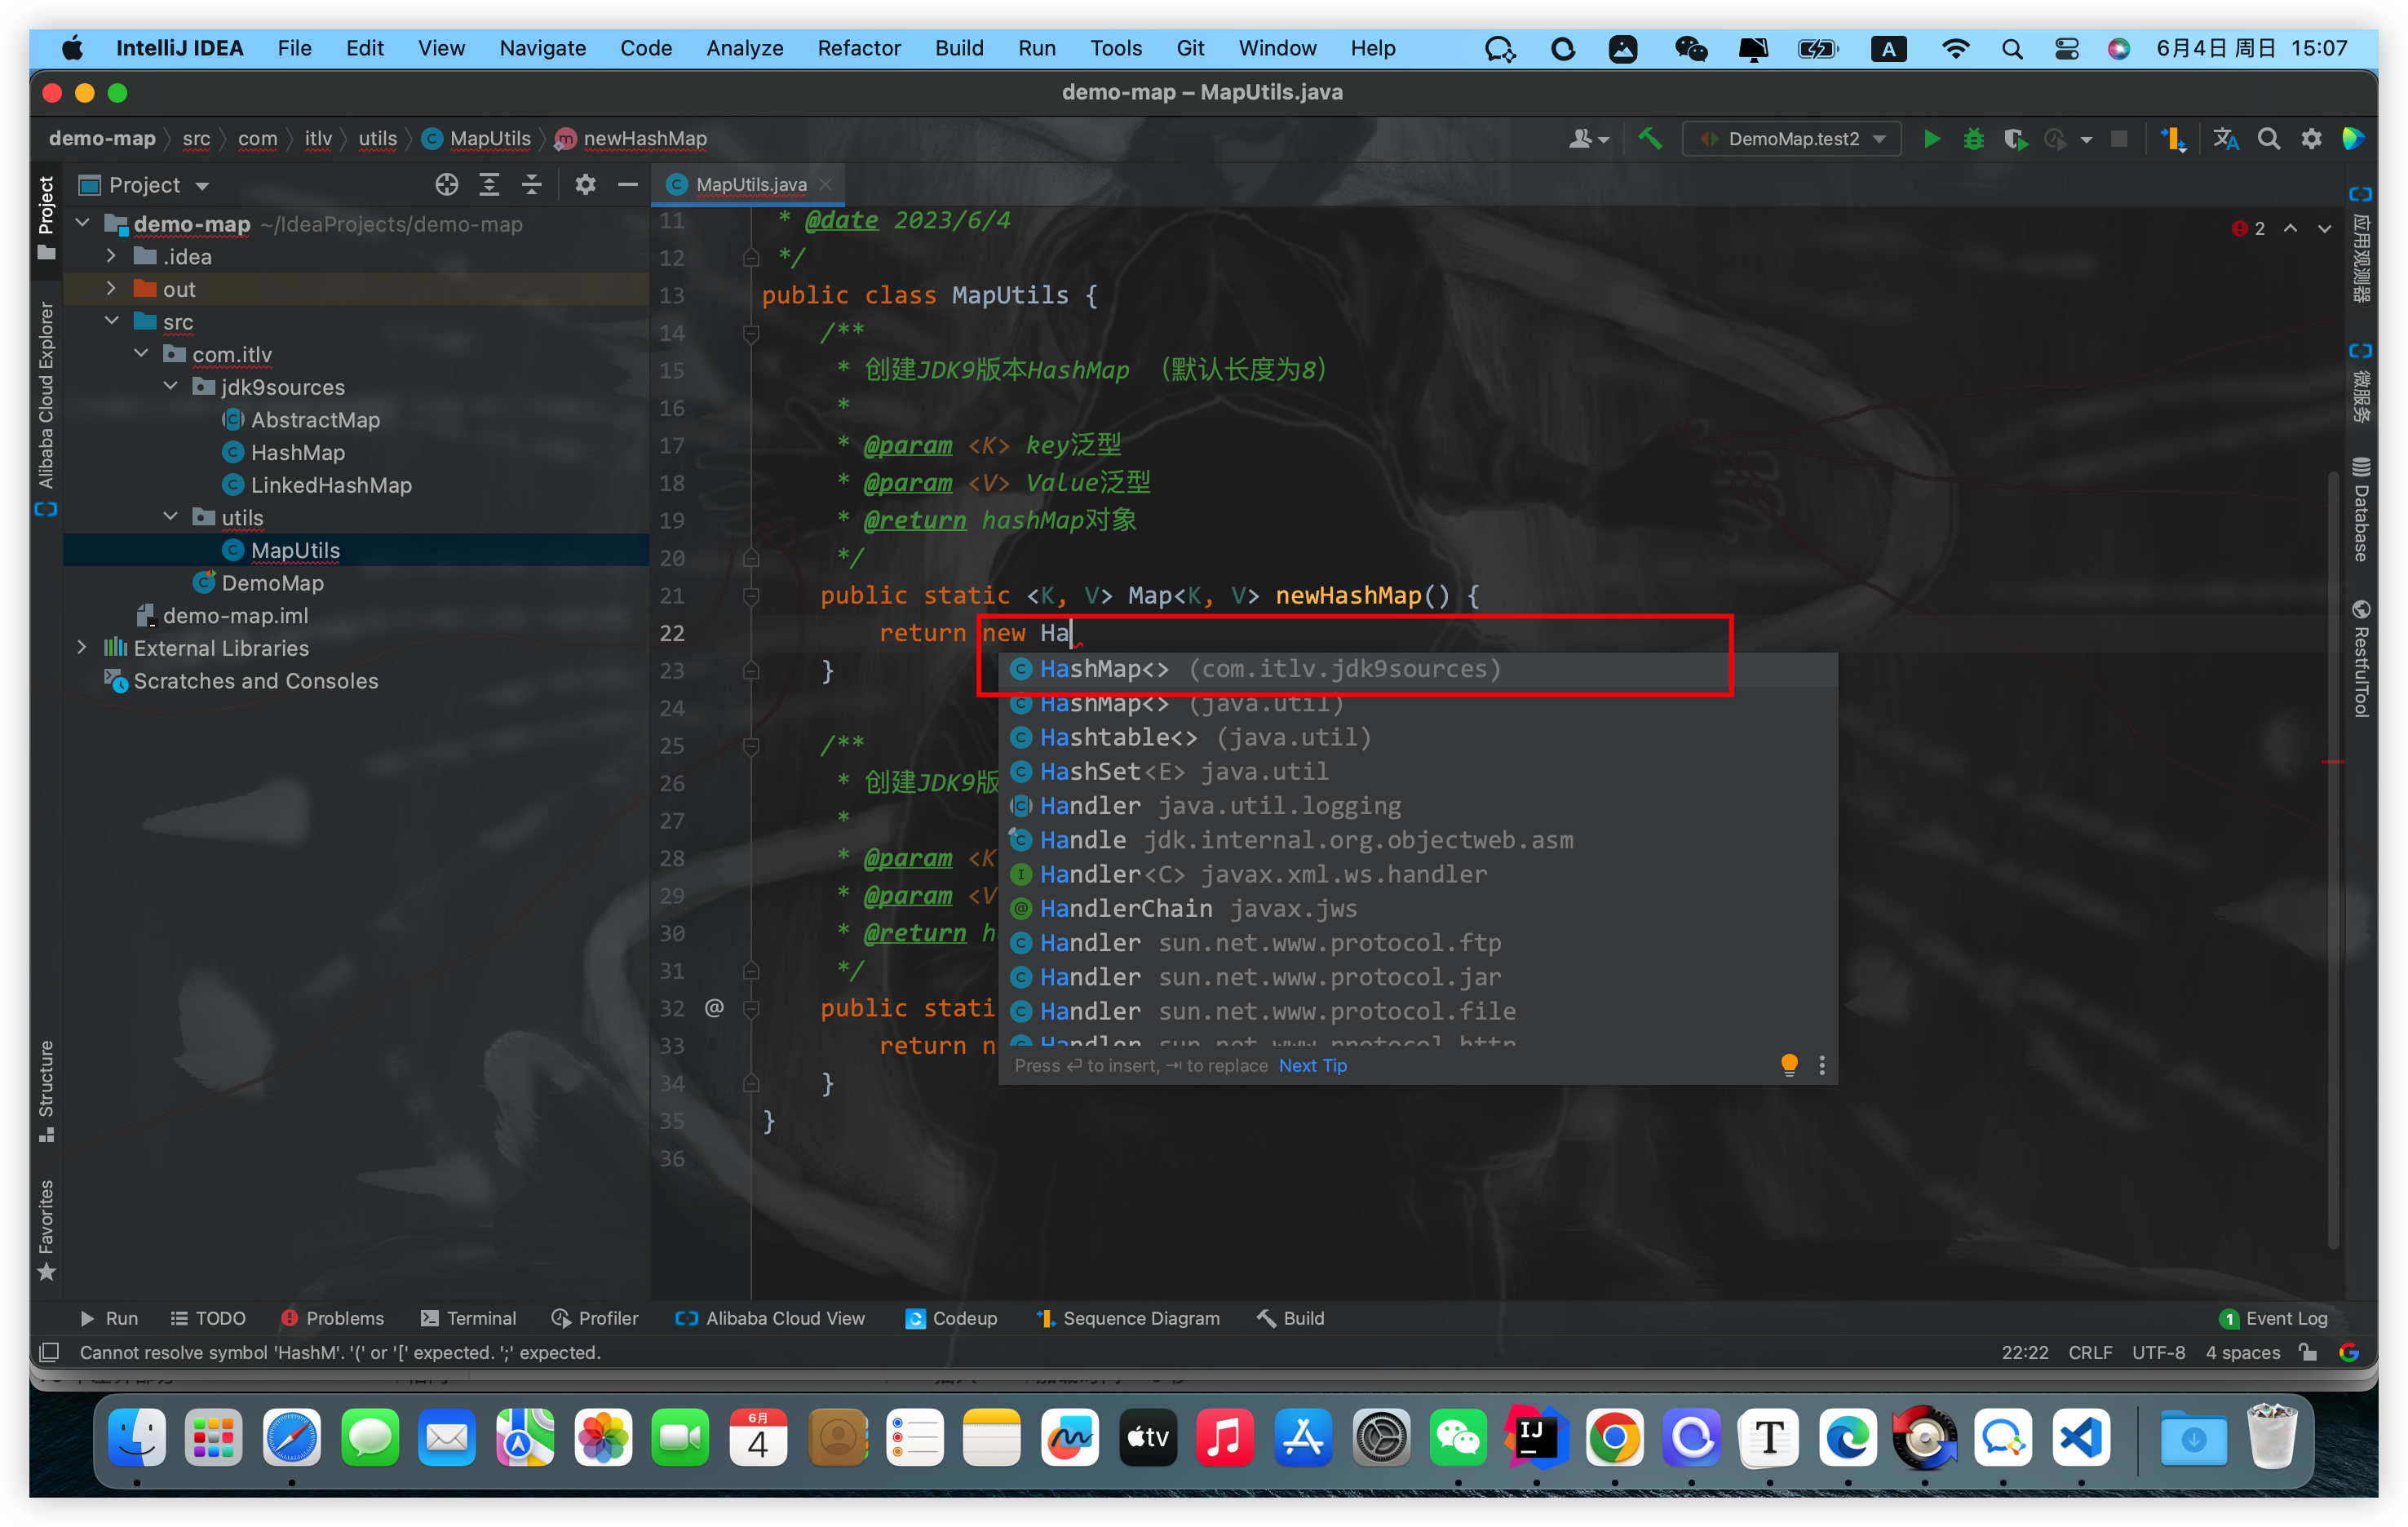 IntelliJ IDEA File Edit View Navigate Code Analyze Refactor Build Run Tools Git Window Help A 6月4日 周日 15:07
demo-map – MapUtils.java
demo-map src com itlv utils MapUtils newHashMap DemoMap.test2
Project
MapUtils.java
Project
Alibaba Cloud Explorer
Structure
Favorites
demo-map ~/IdeaProjects/demo-map
.idea
out
src
com.itlv
jdk9sources
AbstractMap
HashMap
LinkedHashMap
utils
MapUtils
DemoMap
demo-map.iml
External Libraries
Scratches and Consoles
2
11 * @date 2023/6/4
12 */
13 public class MapUtils {
14 /**
15 * 创建JDK9版本HashMap （默认长度为8）
16 *
17 * @param <K> key泛型
18 * @param <V> Value泛型
19 * @return hashMap对象
20 */
21 public static <K, V> Map<K, V> newHashMap() {
22 return new Ha
23 }
24
25 /**
26 * 创建JDK9版
27 *
28 * @param <K
29 * @param <V
30 * @return h
31 */
32 @ public stati
33 return n
34 }
35 }
36
HashMap<> (com.itlv.jdk9sources)
HashMap<> (java.util)
Hashtable<> (java.util)
HashSet<E> java.util
Handler java.util.logging
Handle jdk.internal.org.objectweb.asm
Handler<C> javax.xml.ws.handler
HandlerChain javax.jws
Handler sun.net.www.protocol.ftp
Handler sun.net.www.protocol.jar
Handler sun.net.www.protocol.file
Handler sun.net.www.protocol.http
Press ⏎ to insert, ⇥ to replace Next Tip
应用观测器
微服务
Database
RestfulTool
Run TODO Problems Terminal Profiler Alibaba Cloud View Codeup Sequence Diagram Build 1 Event Log
Cannot resolve symbol 'HashM'. '(' or '[' expected. ';' expected. 22:22 CRLF UTF-8 4 spaces
6月
4
tv
IJ
T